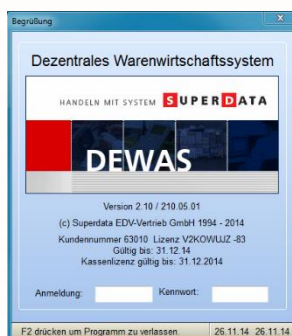 Begrüßung
x
Dezentrales Warenwirtschaftssystem
HANDELN MIT SYSTEM SUPERDATA
DEWAS
Version 2.10 / 210.05.01
(c) Superdata EDV-Vertrieb GmbH 1994 - 2014
Kundennummer 63010 Lizenz V2KOWUJZ -83
Gültig bis: 31.12.14
Kassenlizenz gültig bis: 31.12.2014
Anmeldung: Kennwort:
F2 drücken um Programm zu verlassen. 26.11.14 26.11.14